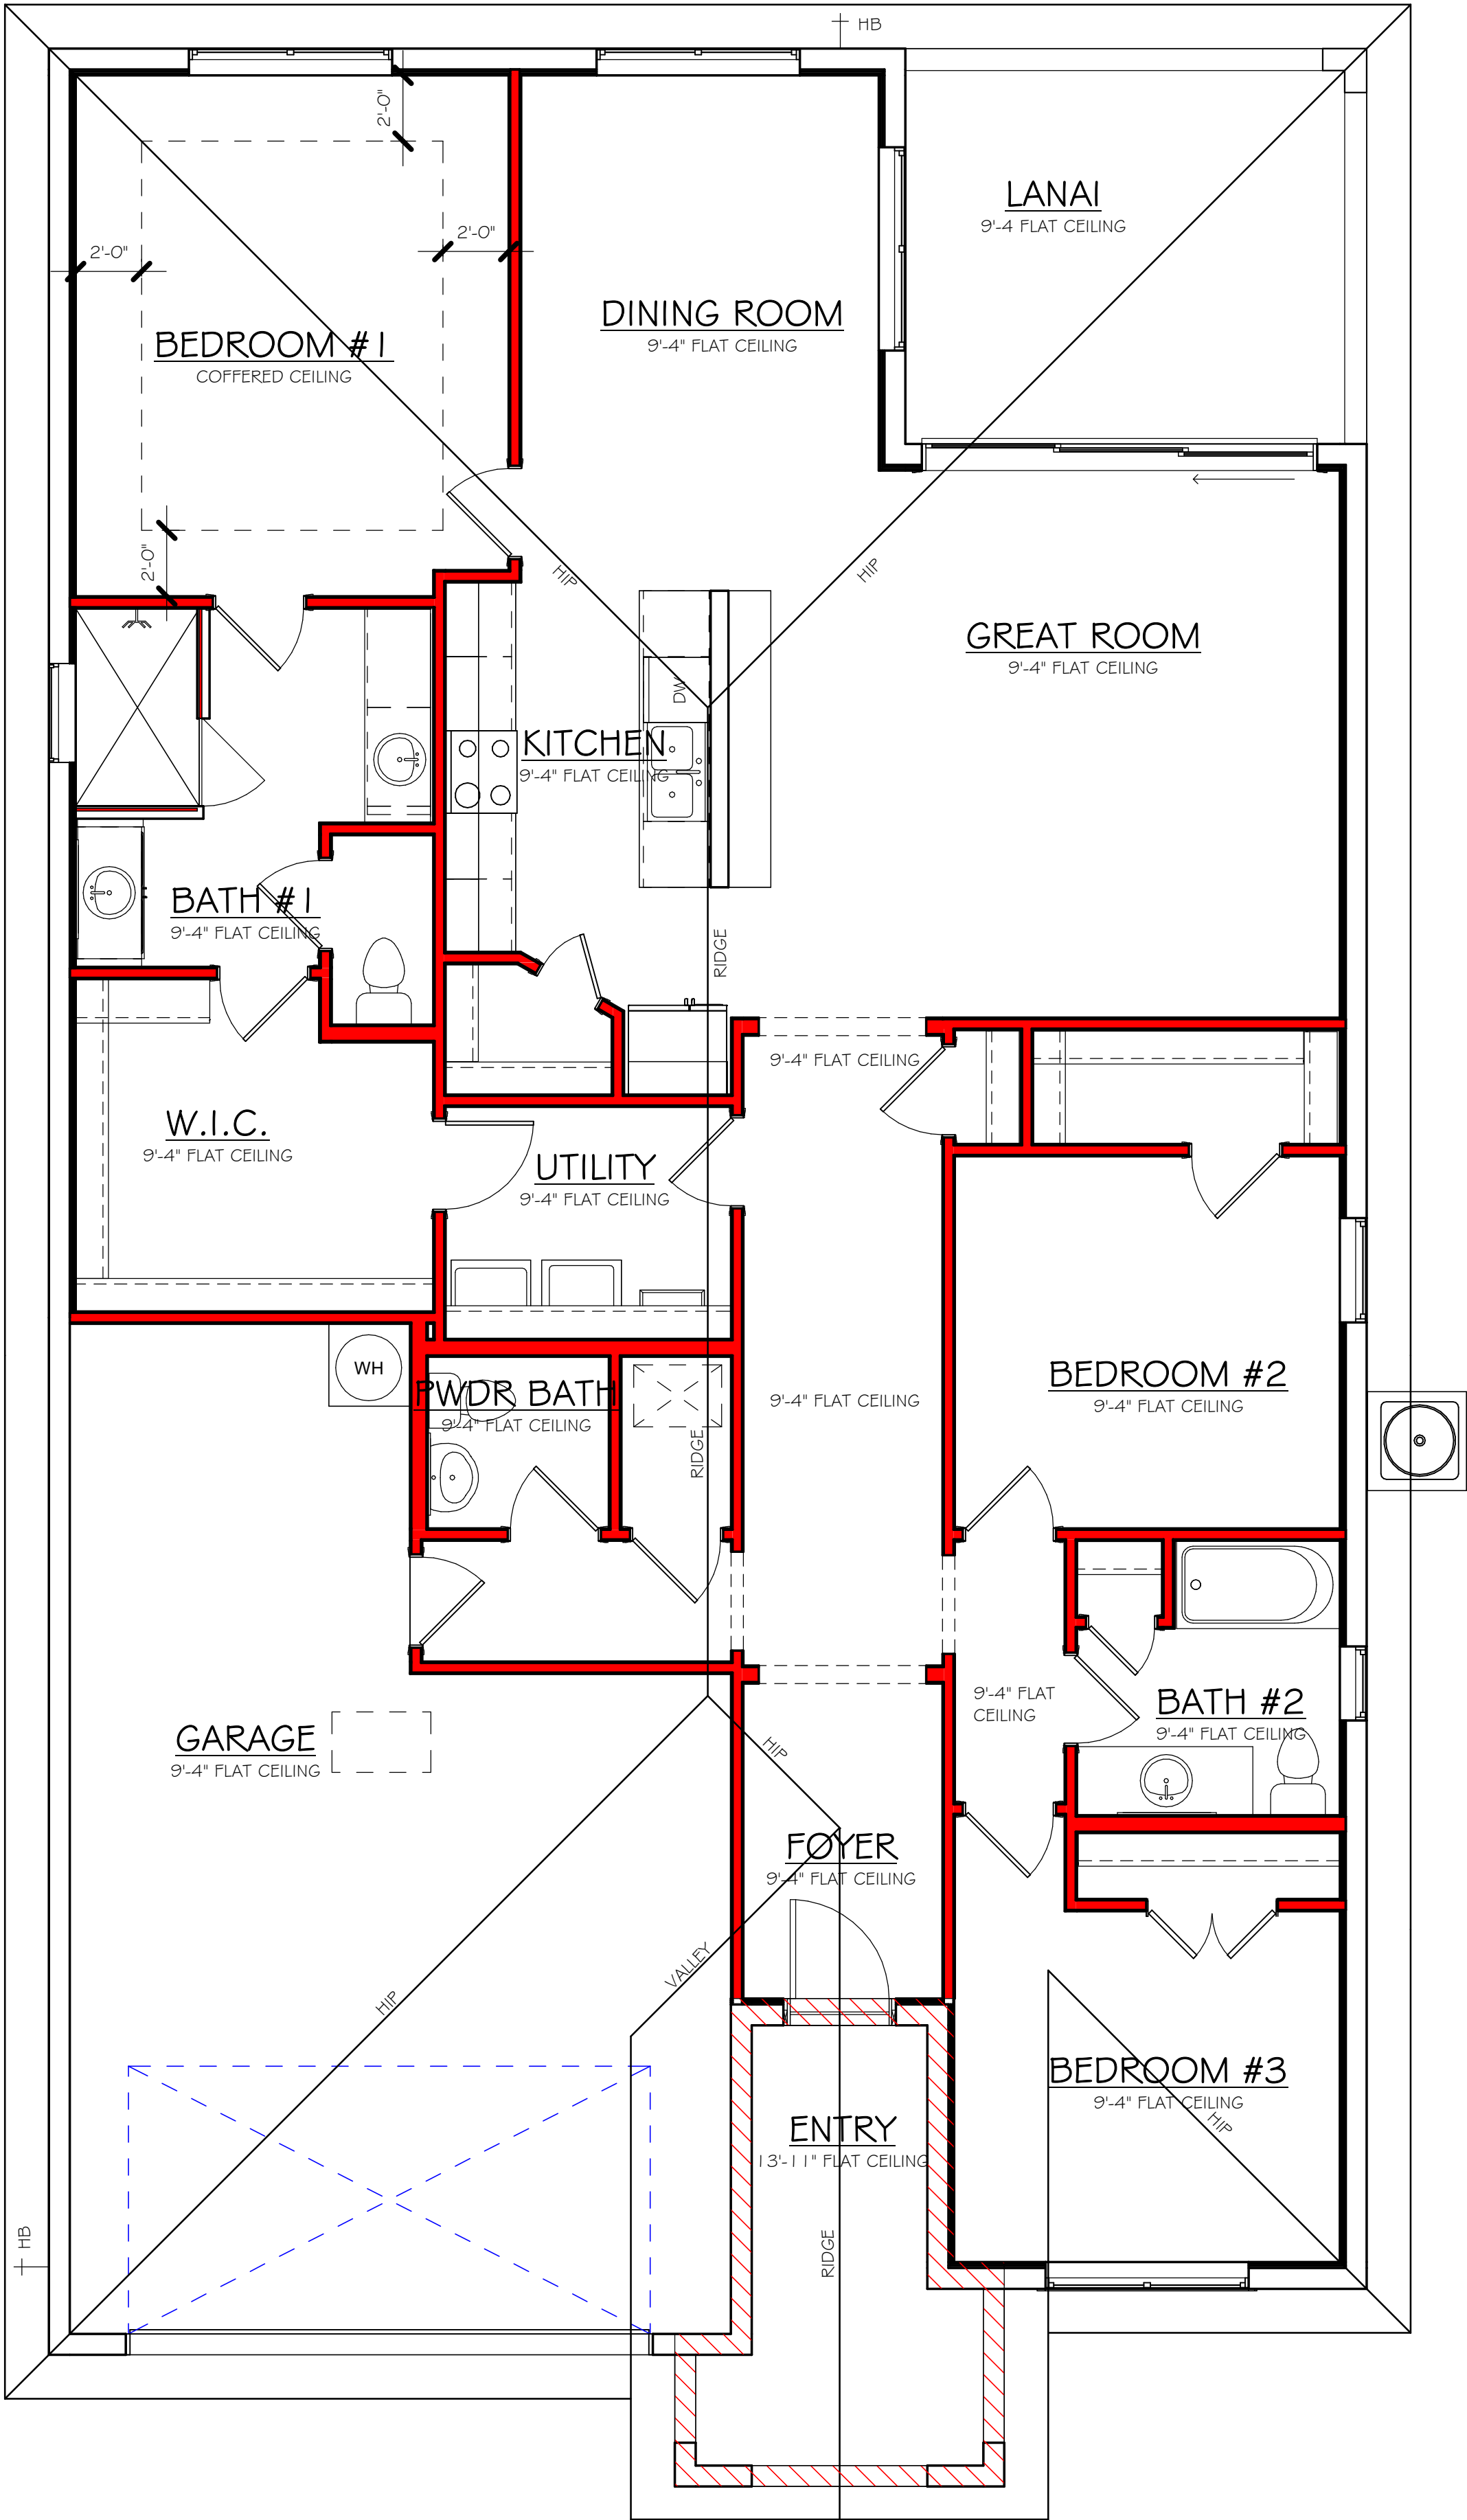 HB
2'-0"
LANAI
9'-4 FLAT CEILING
2'-0"
2'-0"
DINING ROOM
9'-4" FLAT CEILING
BEDROOM #1
COFFERED CEILING
2'-0"
HIP
HIP
GREAT ROOM
9'-4" FLAT CEILING
DW
KITCHEN
9'-4" FLAT CEILING
BATH #1
9'-4" FLAT CEILING
RIDGE
9'-4" FLAT CEILING
W.I.C.
9'-4" FLAT CEILING
UTILITY
9'-4" FLAT CEILING
WH
PWDR BATH
9'-4" FLAT CEILING
RIDGE
9'-4" FLAT CEILING
BEDROOM #2
9'-4" FLAT CEILING
9'-4" FLAT
CEILING
BATH #2
9'-4" FLAT CEILING
GARAGE
9'-4" FLAT CEILING
HIP
FOYER
9'-4" FLAT CEILING
VALLEY
HIP
BEDROOM #3
9'-4" FLAT CEILING
HIP
ENTRY
13'-11" FLAT CEILING
RIDGE
HB